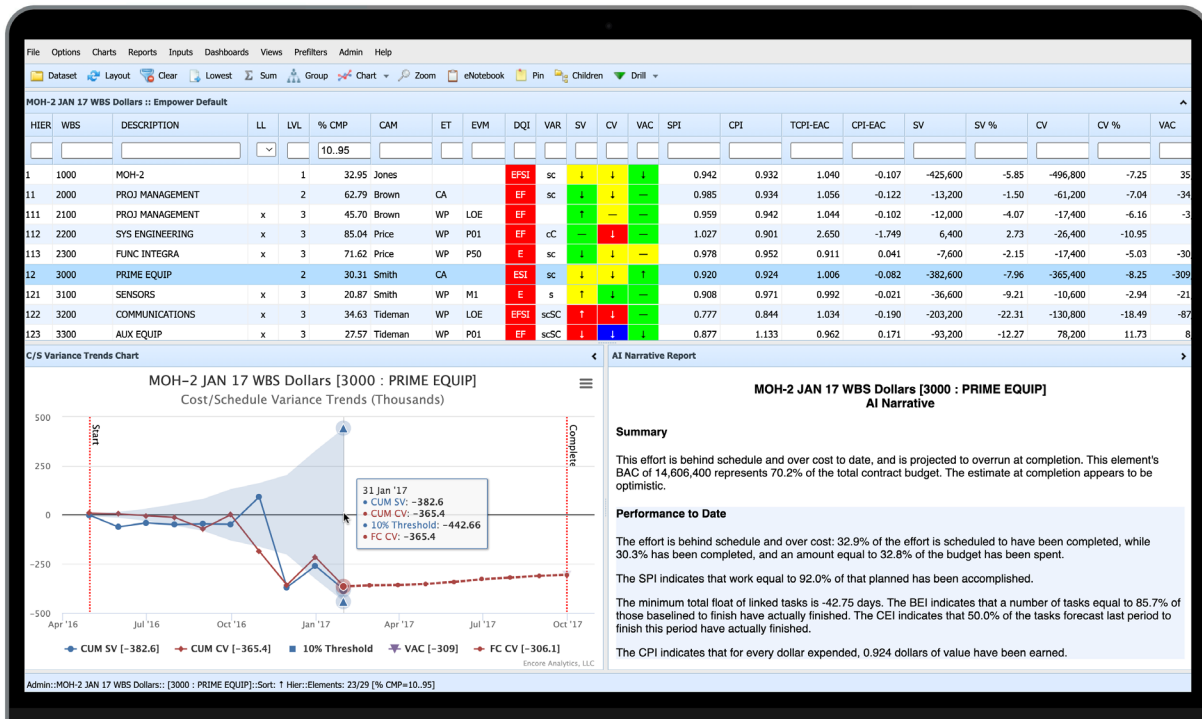 File Options Charts Reports Inputs Dashboards Views Prefilters Admin Help
Dataset Layout Clear Lowest Σ Sum Group Chart Zoom eNotebook Pin Children Drill
MOH-2 JAN 17 WBS Dollars :: Empower Default
HIER WBS DESCRIPTION LL LVL % CMP CAM ET EVM DQI VAR SV CV VAC SPI CPI TCPI-EAC CPI-EAC SV SV % CV CV % VAC
10..95
1 1000 MOH-2 1 32.95 Jones EFSI sc ↓ ↓ ↓ 0.942 0.932 1.040 -0.107 -425,600 -5.85 -496,800 -7.25 35
11 2000 PROJ MANAGEMENT 2 62.79 Brown CA EF sc ↓ ↓ — 0.985 0.934 1.056 -0.122 -13,200 -1.50 -61,200 -7.04 -34
111 2100 PROJ MANAGEMENT x 3 45.70 Brown WP LOE EF ↑ — — 0.959 0.942 1.044 -0.102 -12,000 -4.07 -17,400 -6.16 -3
112 2200 SYS ENGINEERING x 3 85.04 Price WP P01 EF cC — ↓ — 1.027 0.901 2.650 -1.749 6,400 2.73 -26,400 -10.95
113 2300 FUNC INTEGRA x 3 71.62 Price WP P50 E sc ↓ ↓ — 0.978 0.952 0.911 0.041 -7,600 -2.15 -17,400 -5.03 -30
12 3000 PRIME EQUIP 2 30.31 Smith CA ESI sc ↓ ↓ ↑ 0.920 0.924 1.006 -0.082 -382,600 -7.96 -365,400 -8.25 -309
121 3100 SENSORS x 3 20.87 Smith WP M1 E s ↑ ↓ — 0.908 0.971 0.992 -0.021 -36,600 -9.21 -10,600 -2.94 -21
122 3200 COMMUNICATIONS x 3 34.63 Tideman WP LOE EFSI scSC ↑ ↓ — 0.777 0.844 1.034 -0.190 -203,200 -22.31 -130,800 -18.49 -87
123 3300 AUX EQUIP x 3 27.57 Tideman WP P01 EF scSC ↓ ↓ ↓ 0.877 1.133 0.962 0.171 -93,200 -12.27 78,200 11.73 8
C/S Variance Trends Chart
MOH-2 JAN 17 WBS Dollars [3000 : PRIME EQUIP]
Cost/Schedule Variance Trends (Thousands)
500
250
0
-250
-500
Start
Complete
31 Jan '17
• CUM SV: -382.6
• CUM CV: -365.4
• 10% Threshold: -442.66
• FC CV: -365.4
Apr '16 Jul '16 Oct '16 Jan '17 Apr '17 Jul '17 Oct '17
CUM SV [-382.6] CUM CV [-365.4] 10% Threshold VAC [-309] FC CV [-306.1]
Encore Analytics, LLC
AI Narrative Report
MOH-2 JAN 17 WBS Dollars [3000 : PRIME EQUIP]
AI Narrative
Summary
This effort is behind schedule and over cost to date, and is projected to overrun at completion. This element's
BAC of 14,606,400 represents 70.2% of the total contract budget. The estimate at completion appears to be
optimistic.
Performance to Date
The effort is behind schedule and over cost: 32.9% of the effort is scheduled to have been completed, while
30.3% has been completed, and an amount equal to 32.8% of the budget has been spent.
The SPI indicates that work equal to 92.0% of that planned has been accomplished.
The minimum total float of linked tasks is -42.75 days. The BEI indicates that a number of tasks equal to 85.7% of
those baselined to finish have actually finished. The CEI indicates that 50.0% of the tasks forecast last period to
finish this period have actually finished.
The CPI indicates that for every dollar expended, 0.924 dollars of value have been earned.
Admin::MOH-2 JAN 17 WBS Dollars:: [3000 : PRIME EQUIP]::Sort: ↑ Hier::Elements: 23/29 [% CMP=10..95]